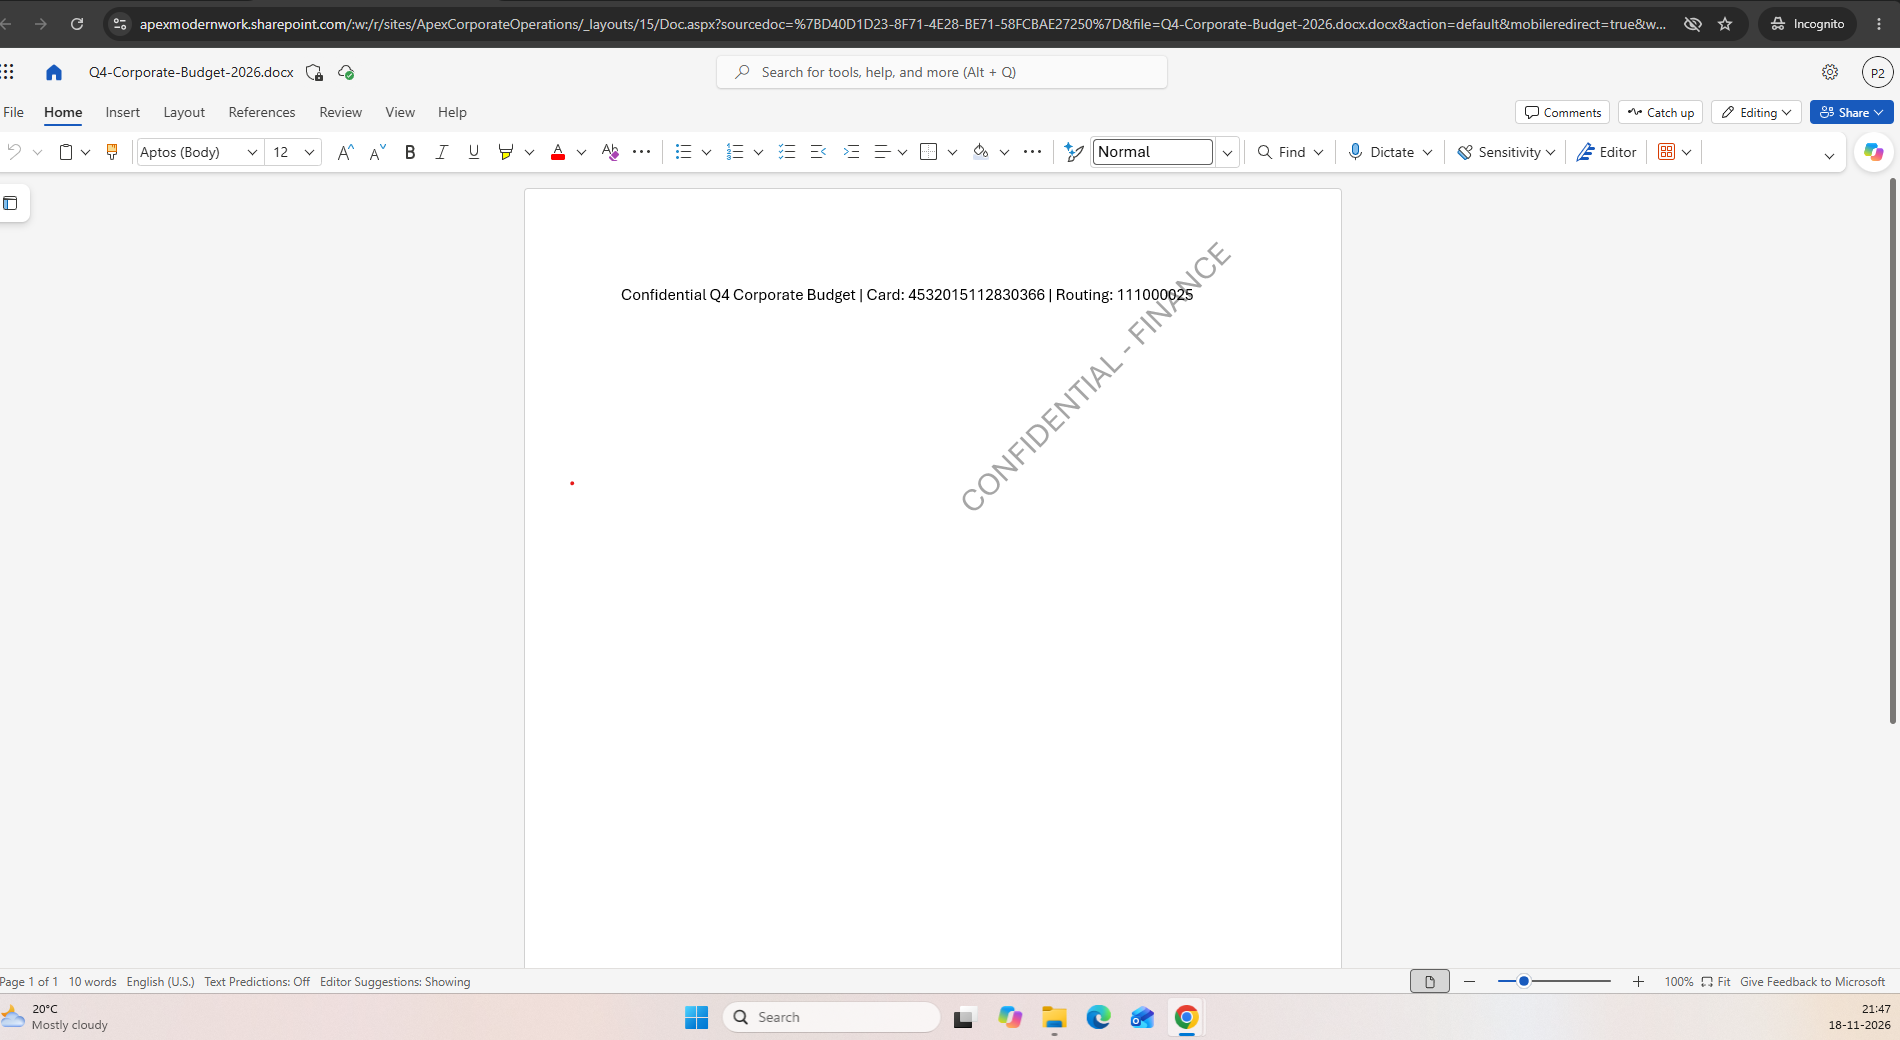 apexmodernwork.sharepoint.com/:w:/r/sites/ApexCorporateOperations/_layouts/15/Doc.aspx?sourcedoc=%7BD40D1D23-8F71-4E28-BE71-58FCBAE27250%7D&file=Q4-Corporate-Budget-2026.docx.docx&action=default&mobileredirect=true&w... Incognito
Q4-Corporate-Budget-2026.docx Search for tools, help, and more (Alt + Q) P2
File Home Insert Layout References Review View Help Comments Catch up Editing Share
Aptos (Body) 12 A A B I U A Ab Normal Find Dictate Sensitivity Editor
Confidential Q4 Corporate Budget | Card: 4532015112830366 | Routing: 111000025
CONFIDENTIAL - FINANCE
Page 1 of 1 10 words English (U.S.) Text Predictions: Off Editor Suggestions: Showing 100% Fit Give Feedback to Microsoft
20°C Search 21:47
Mostly cloudy 18-11-2026